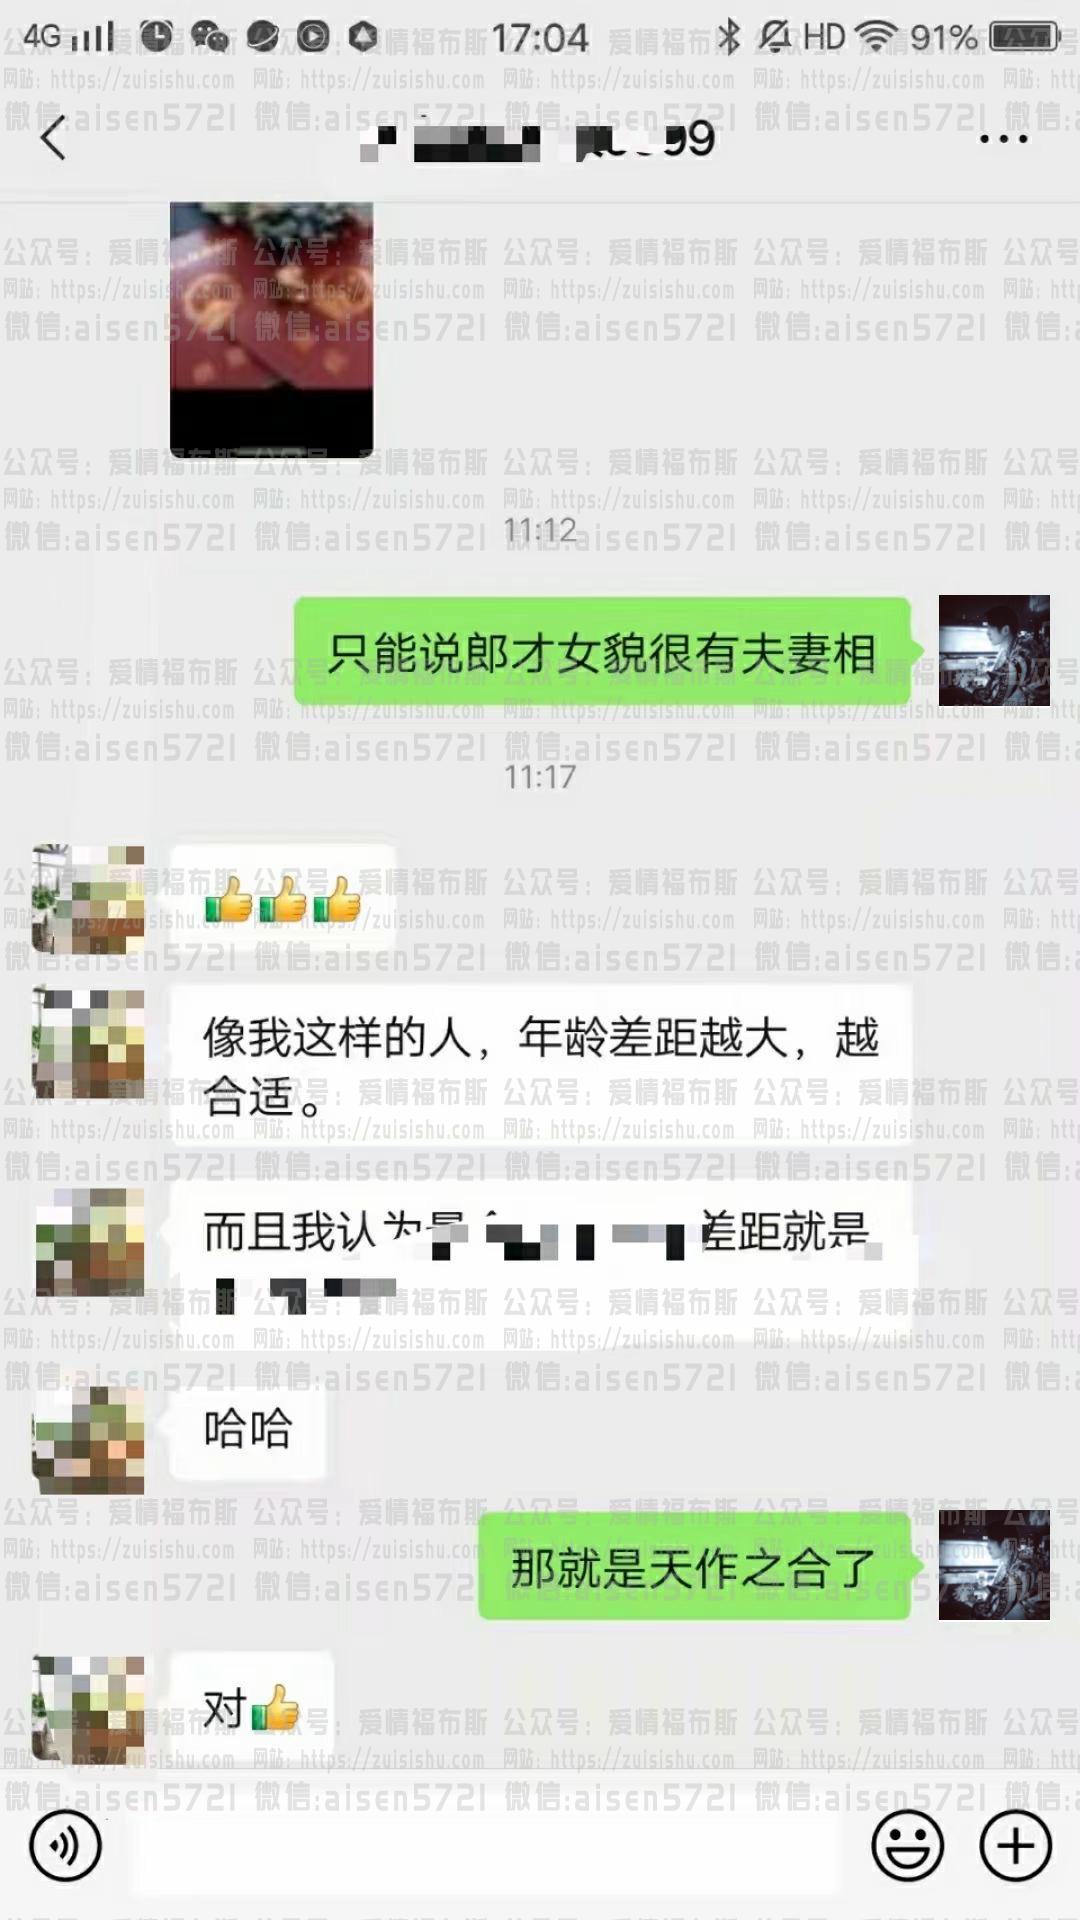 4G 17:04 HD 91%
99
11:12
只能说郎才女貌很有夫妻相
11:17
👍👍👍
像我这样的人，年龄差距越大，越
合适。
而且我认为 差距就是
哈哈
那就是天作之合了
对👍
公众号：爱情福布斯
网站：https://zuisishu.com
微信:aisen5721